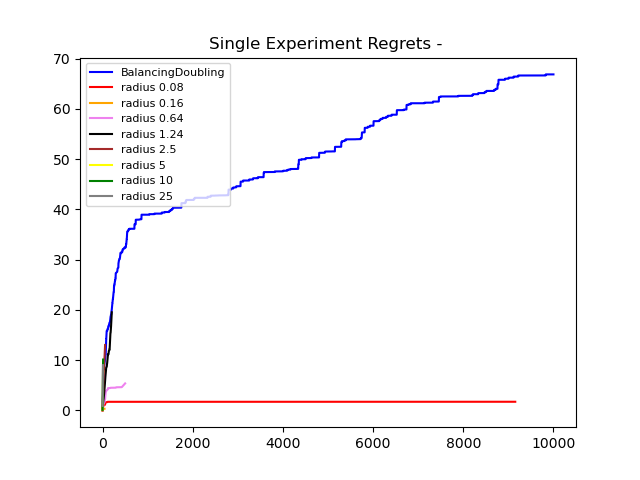 Single Experiment Regrets -
70
60
50
40
30
20
10
0
BalancingDoubling
radius 0.08
radius 0.16
radius 0.64
radius 1.24
radius 2.5
radius 5
radius 10
radius 25
0 2000 4000 6000 8000 10000